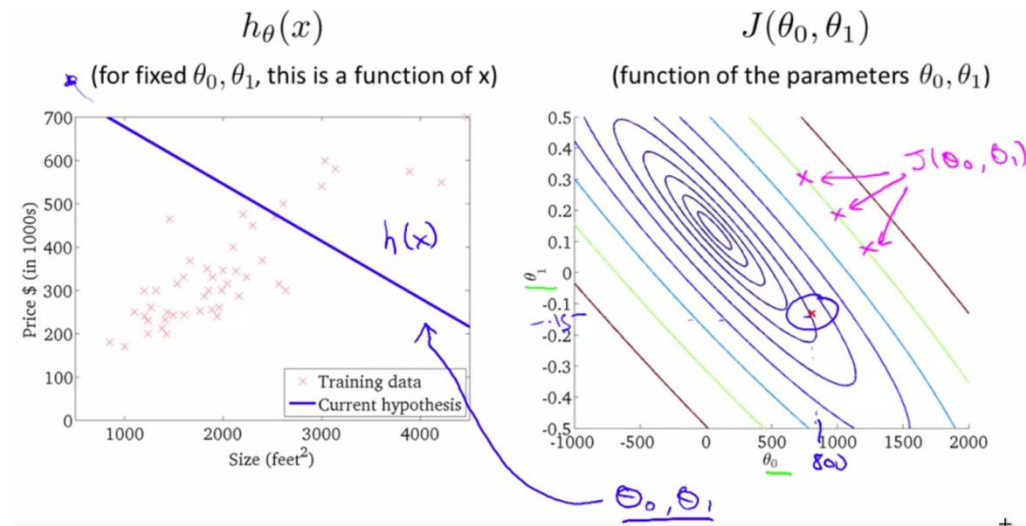 hθ(x)
(for fixed θ0, θ1, this is a function of x)
Price $ (in 1000s)
700
600
500
400
300
200
100
0
h(x)
Training data
Current hypothesis
1000 2000 3000 4000
Size (feet²)
θ0, θ1
J(θ0, θ1)
(function of the parameters θ0, θ1)
0.5
0.4
0.3
0.2
0.1
0
-0.1
-0.2
-0.3
-0.4
-0.5
θ1
-.15
J(θ0, θ1)
-1000 -500 0 500 1000 1500 2000
θ0
800